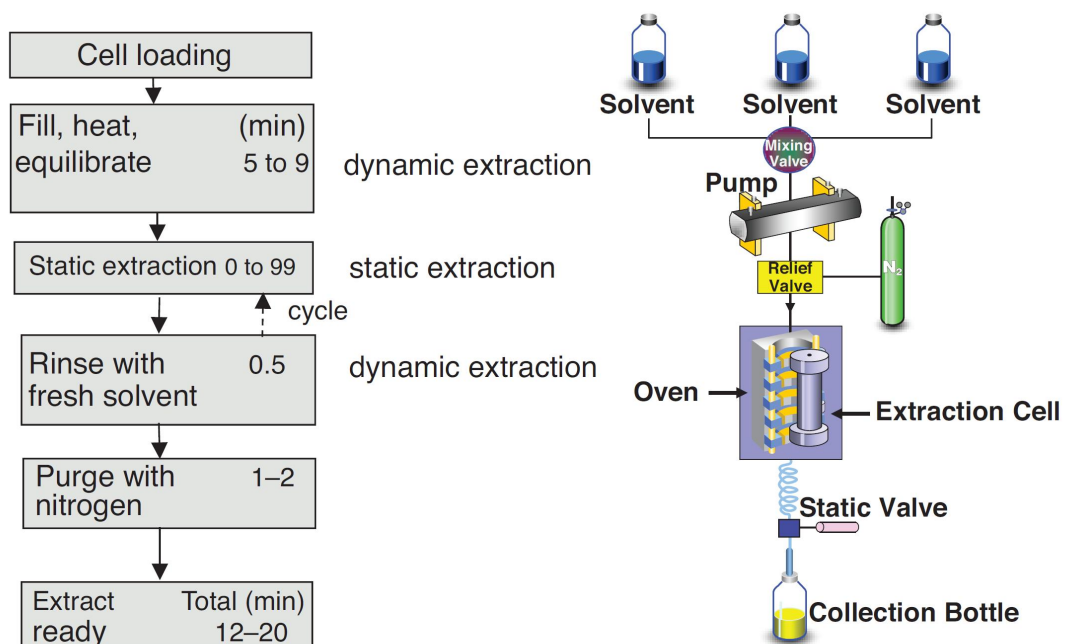 Cell loading
Fill, heat, (min)
equilibrate 5 to 9
dynamic extraction
Static extraction 0 to 99
static extraction
cycle
Rinse with 0.5
fresh solvent
dynamic extraction
Purge with 1–2
nitrogen
Extract Total (min)
ready 12–20
Solvent Solvent Solvent
Mixing
Valve
Pump
Relief
Valve
N2
Oven
Extraction Cell
Static Valve
Collection Bottle